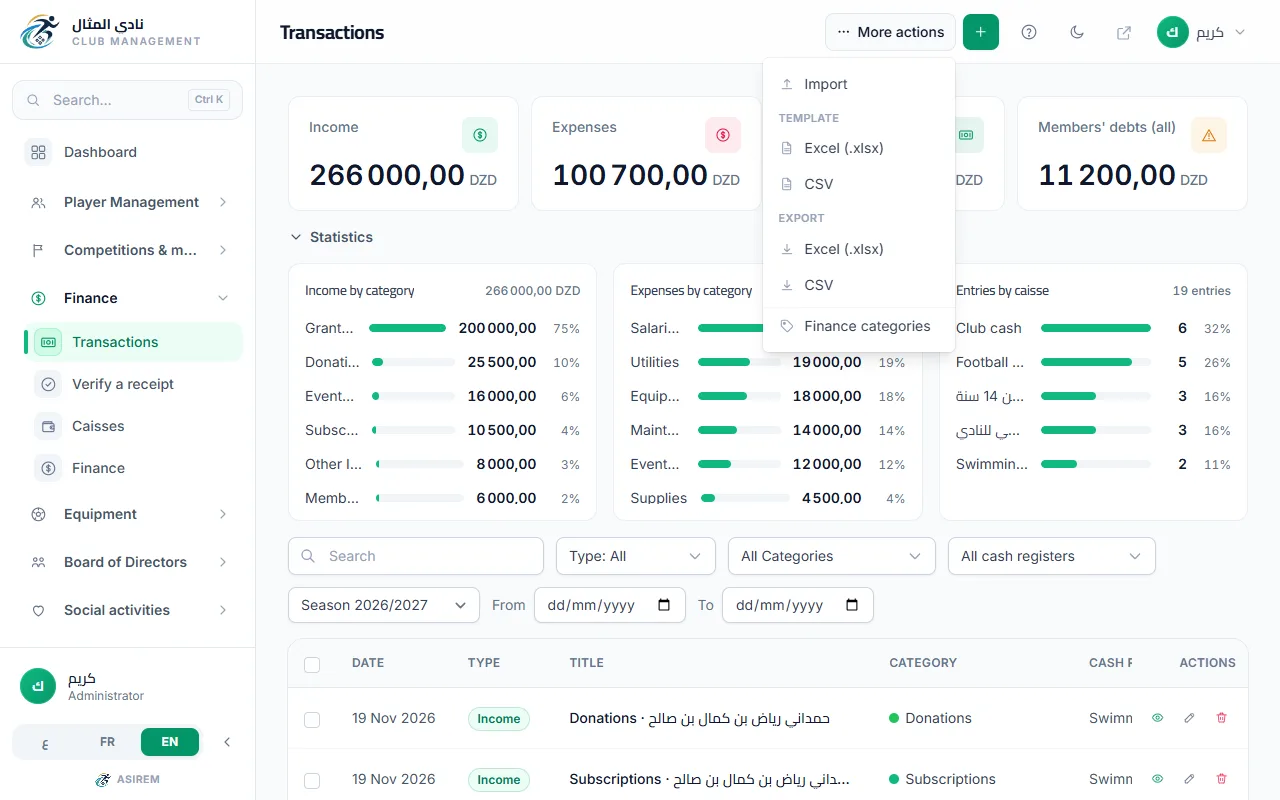 نادي المثال
CLUB MANAGEMENT
Search...
Ctrl K
Dashboard
Player Management
Competitions & m...
Finance
Transactions
Verify a receipt
Caisses
Finance
Equipment
Board of Directors
Social activities
ك
كريم
Administrator
ع
FR
EN
ASIREM
Transactions
··· More actions
+
ك
كريم
Import
TEMPLATE
Excel (.xlsx)
CSV
EXPORT
Excel (.xlsx)
CSV
Finance categories
Income
266 000,00 DZD
Expenses
100 700,00 DZD
DZD
Members' debts (all)
11 200,00 DZD
Statistics
Income by category
266 000,00 DZD
Grant... 200 000,00 75%
Donati... 25 500,00 10%
Event... 16 000,00 6%
Subsc... 10 500,00 4%
Other I... 8 000,00 3%
Memb... 6 000,00 2%
Expenses by category
Salari...
Utilities 19 000,00 19%
Equip... 18 000,00 18%
Maint... 14 000,00 14%
Event... 12 000,00 12%
Supplies 4 500,00 4%
Entries by caisse
19 entries
Club cash 6 32%
Football ... 5 26%
ن 14 سنة... 3 16%
ي للنادي... 3 16%
Swimmin... 2 11%
Search
Type: All
All Categories
All cash registers
Season 2026/2027
From
dd/mm/yyyy
To
dd/mm/yyyy
DATE TYPE TITLE CATEGORY CASH ACTIONS
19 Nov 2026 Income Donations · حمداني رياض بن كمال بن صالح Donations Swimn
19 Nov 2026 Income Subscriptions · داني رياض بن كمال بن صالح... Subscriptions Swimn